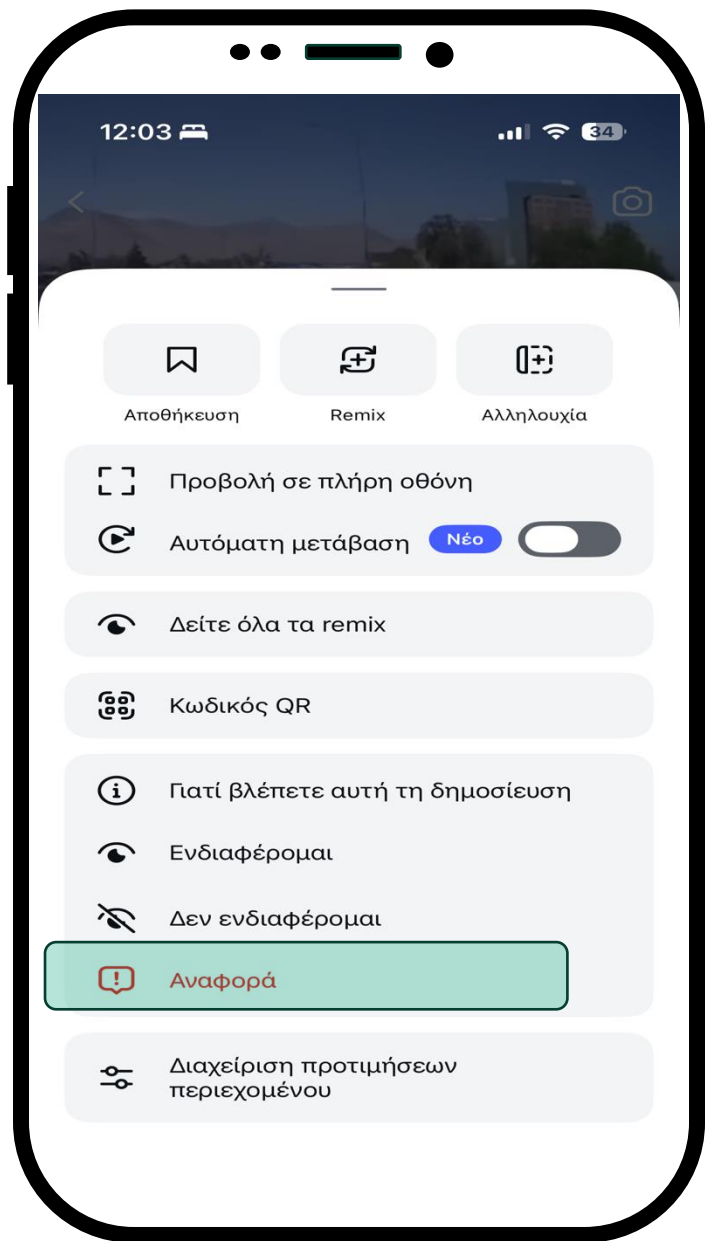 12:03
34
Αποθήκευση
Remix
Αλληλουχία
Προβολή σε πλήρη οθόνη
Αυτόματη μετάβαση Νέο
Δείτε όλα τα remix
Κωδικός QR
Γιατί βλέπετε αυτή τη δημοσίευση
Ενδιαφέρομαι
Δεν ενδιαφέρομαι
Αναφορά
Διαχείριση προτιμήσεων
περιεχομένου